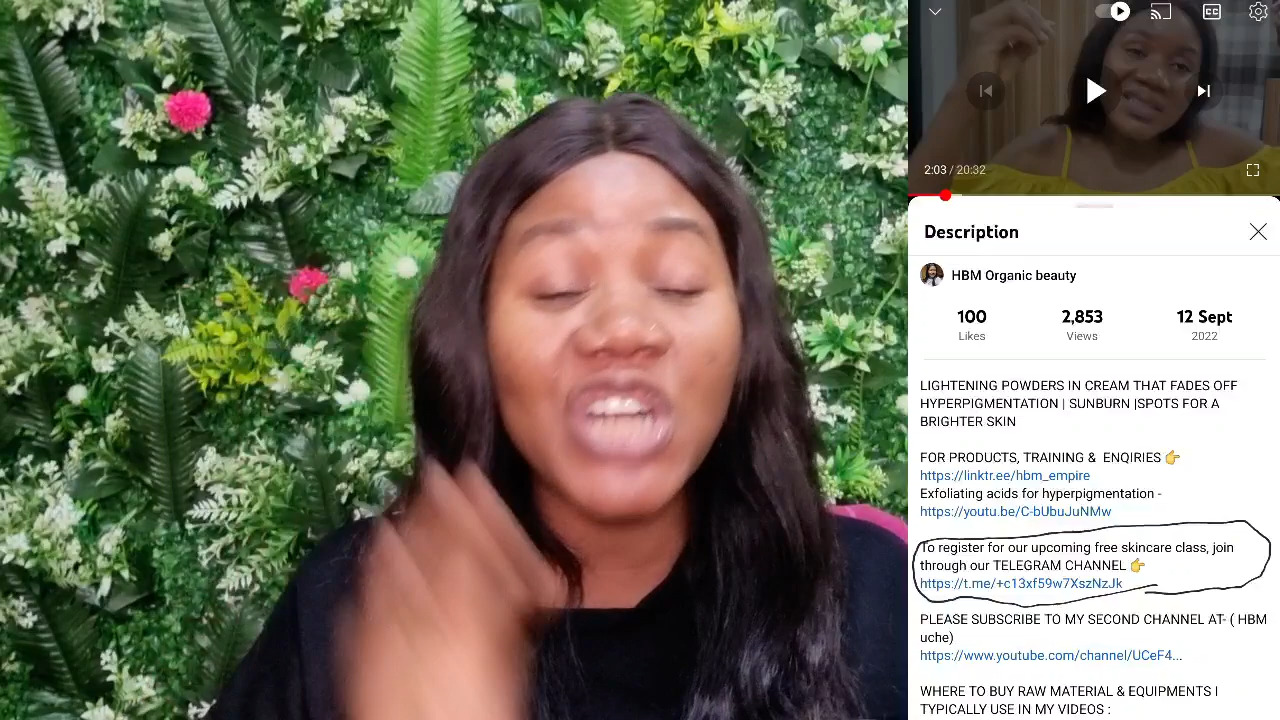 CC
2:03 / 20:32
Description
HBM Organic beauty
100
2,853
12 Sept
Likes
Views
2022
LIGHTENING POWDERS IN CREAM THAT FADES OFF
HYPERPIGMENTATION | SUNBURN |SPOTS FOR A
BRIGHTER SKIN
FOR PRODUCTS, TRAINING & ENQIRIES 👉
https://linktr.ee/hbm_empire
Exfoliating acids for hyperpigmentation -
https://youtu.be/C-bUbuJuNMw
To register for our upcoming free skincare class, join
through our TELEGRAM CHANNEL 👉
https://t.me/+c13xf59w7XszNzJk
PLEASE SUBSCRIBE TO MY SECOND CHANNEL AT- ( HBM
uche)
https://www.youtube.com/channel/UCeF4...
WHERE TO BUY RAW MATERIAL & EQUIPMENTS I
TYPICALLY USE IN MY VIDEOS :